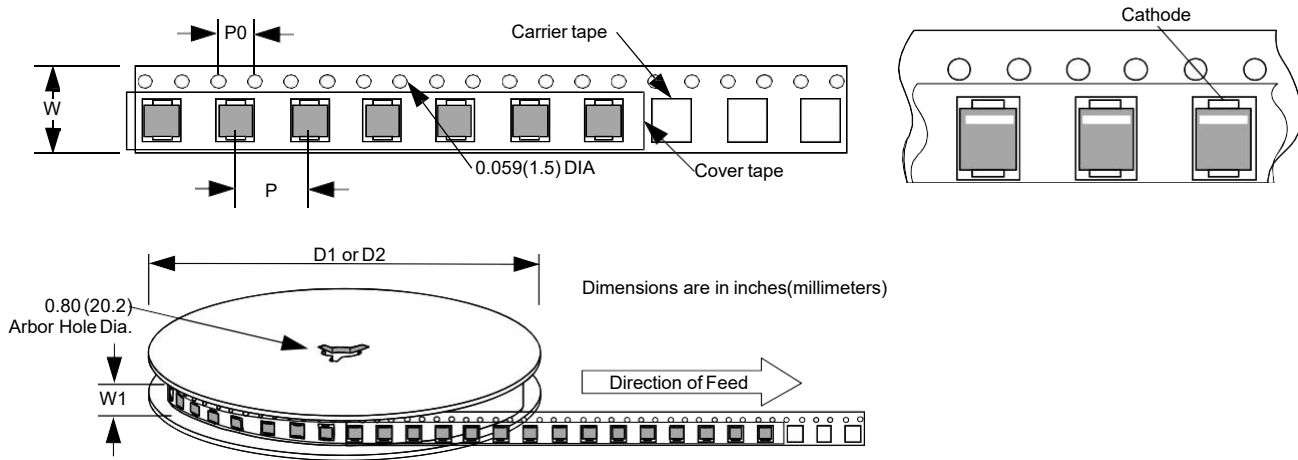 P0
Carrier tape
Cathode
W
0.059(1.5) DIA
Cover tape
P
D1 or D2
Dimensions are in inches(millimeters)
0.80 (20.2)
Arbor Hole Dia.
Direction of Feed
W1